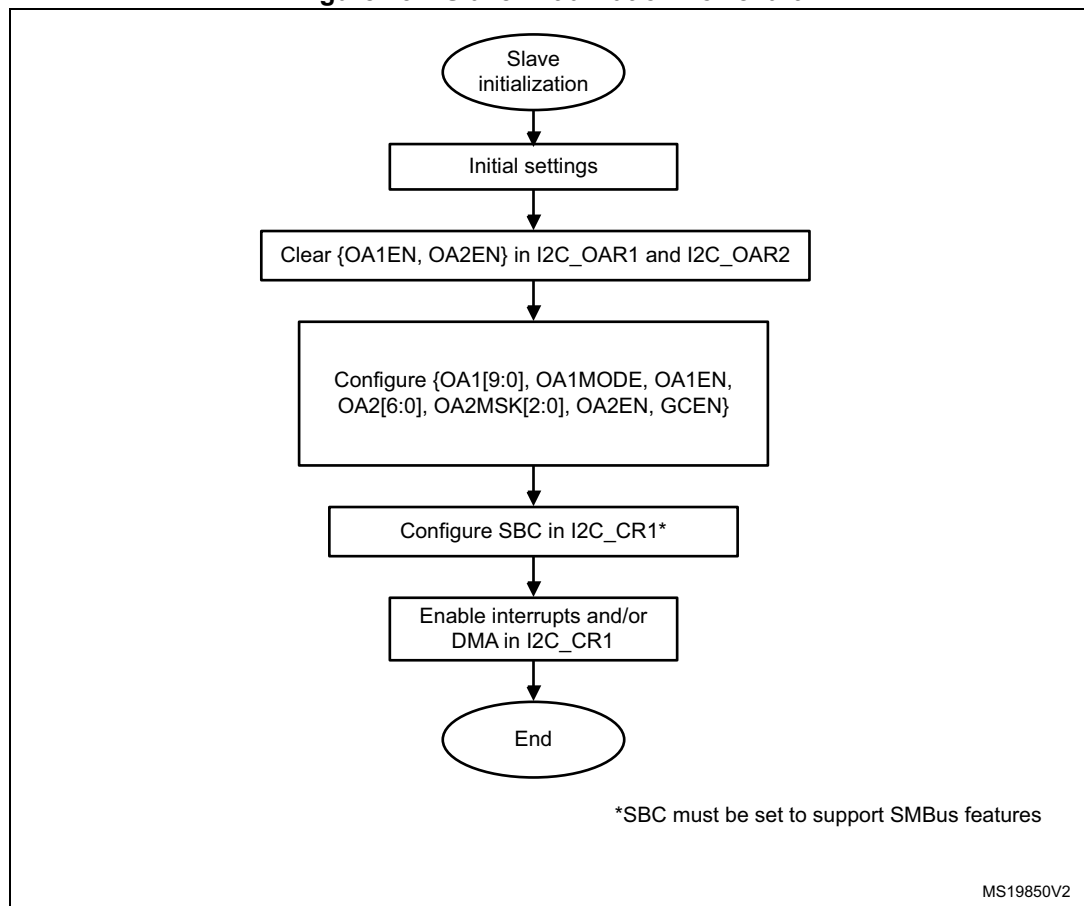 Slave
initialization
Initial settings
Clear {OA1EN, OA2EN} in I2C_OAR1 and I2C_OAR2
Configure {OA1[9:0], OA1MODE, OA1EN,
OA2[6:0], OA2MSK[2:0], OA2EN, GCEN}
Configure SBC in I2C_CR1*
Enable interrupts and/or
DMA in I2C_CR1
End
*SBC must be set to support SMBus features
MS19850V2